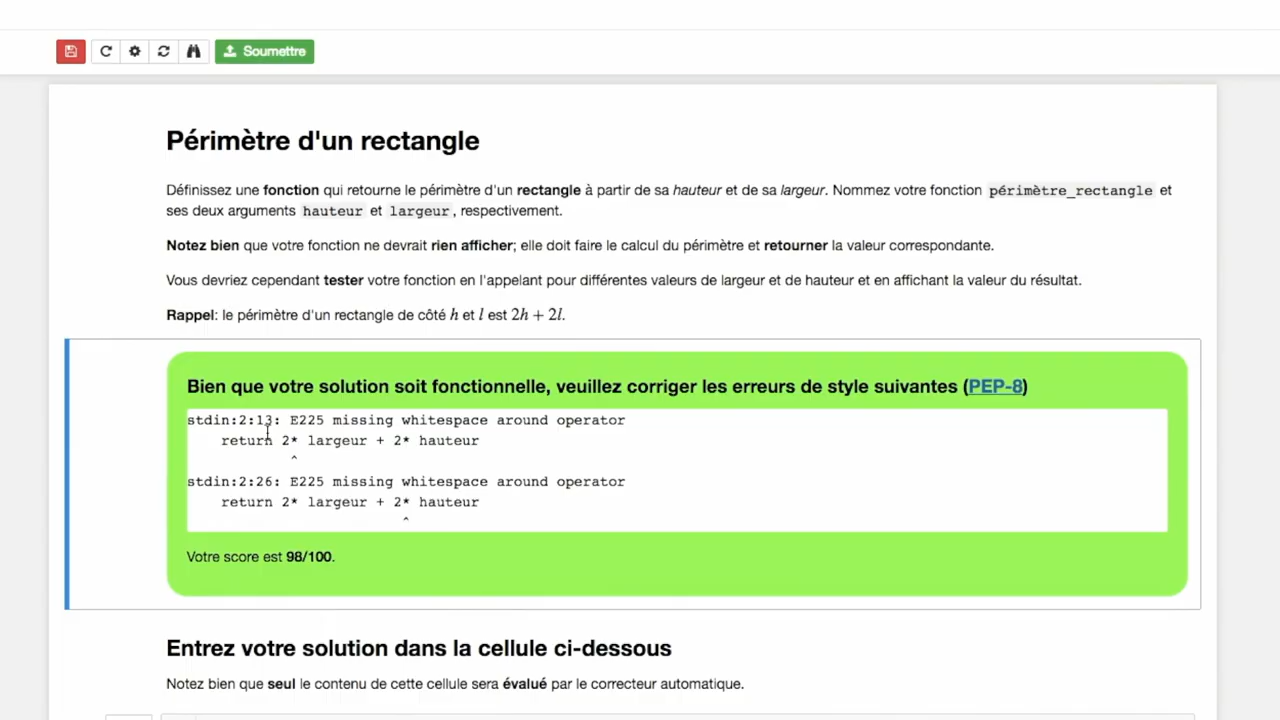 Soumettre
Périmètre d'un rectangle
Définissez une fonction qui retourne le périmètre d'un rectangle à partir de sa hauteur et de sa largeur. Nommez votre fonction périmètre_rectangle et
ses deux arguments hauteur et largeur, respectivement.
Notez bien que votre fonction ne devrait rien afficher; elle doit faire le calcul du périmètre et retourner la valeur correspondante.
Vous devriez cependant tester votre fonction en l'appelant pour différentes valeurs de largeur et de hauteur et en affichant la valeur du résultat.
Rappel: le périmètre d'un rectangle de côté h et l est 2h + 2l.
Bien que votre solution soit fonctionnelle, veuillez corriger les erreurs de style suivantes (PEP-8)
stdin:2:13: E225 missing whitespace around operator
    return 2* largeur + 2* hauteur
            ^
stdin:2:26: E225 missing whitespace around operator
    return 2* largeur + 2* hauteur
                         ^
Votre score est 98/100.
Entrez votre solution dans la cellule ci-dessous
Notez bien que seul le contenu de cette cellule sera évalué par le correcteur automatique.